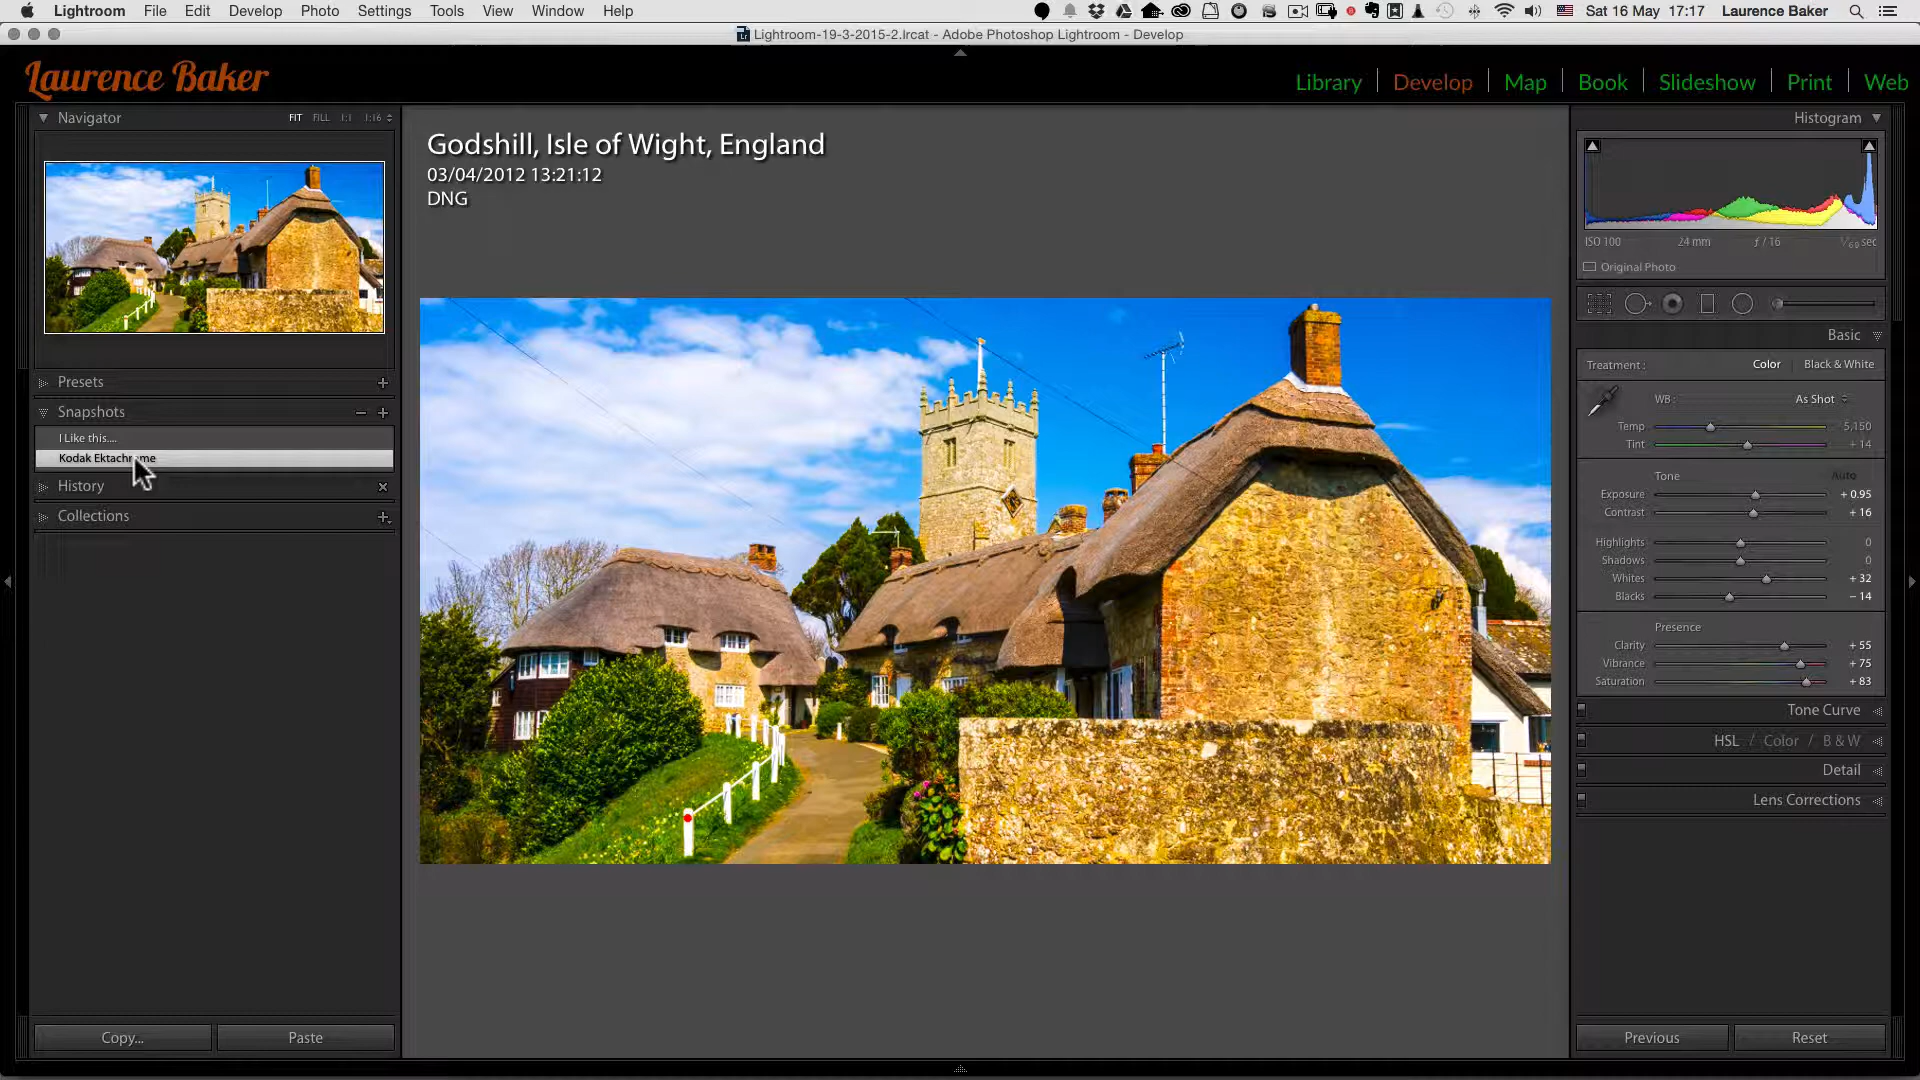 Lightroom File Edit Develop Photo Settings Tools View Window Help Sat 16 May 17:17 Laurence Baker
Lightroom-19-3-2015-2.lrcat - Adobe Photoshop Lightroom - Develop
Laurence Baker
Library Develop Map Book Slideshow Print Web
Navigator FIT FILL 1:1 1:16
Presets
Snapshots
I Like this....
Kodak Ektachrome
History
Collections
Copy... Paste
Godshill, Isle of Wight, England
03/04/2012 13:21:12
DNG
Histogram
ISO 100 24 mm ƒ / 16 1/60 sec
Original Photo
Basic
Treatment : Color Black & White
WB : As Shot
Temp 5,150
Tint + 14
Tone Auto
Exposure + 0.95
Contrast + 16
Highlights 0
Shadows 0
Whites + 32
Blacks − 14
Presence
Clarity + 55
Vibrance + 75
Saturation + 83
Tone Curve
HSL / Color / B & W
Detail
Lens Corrections
Previous Reset